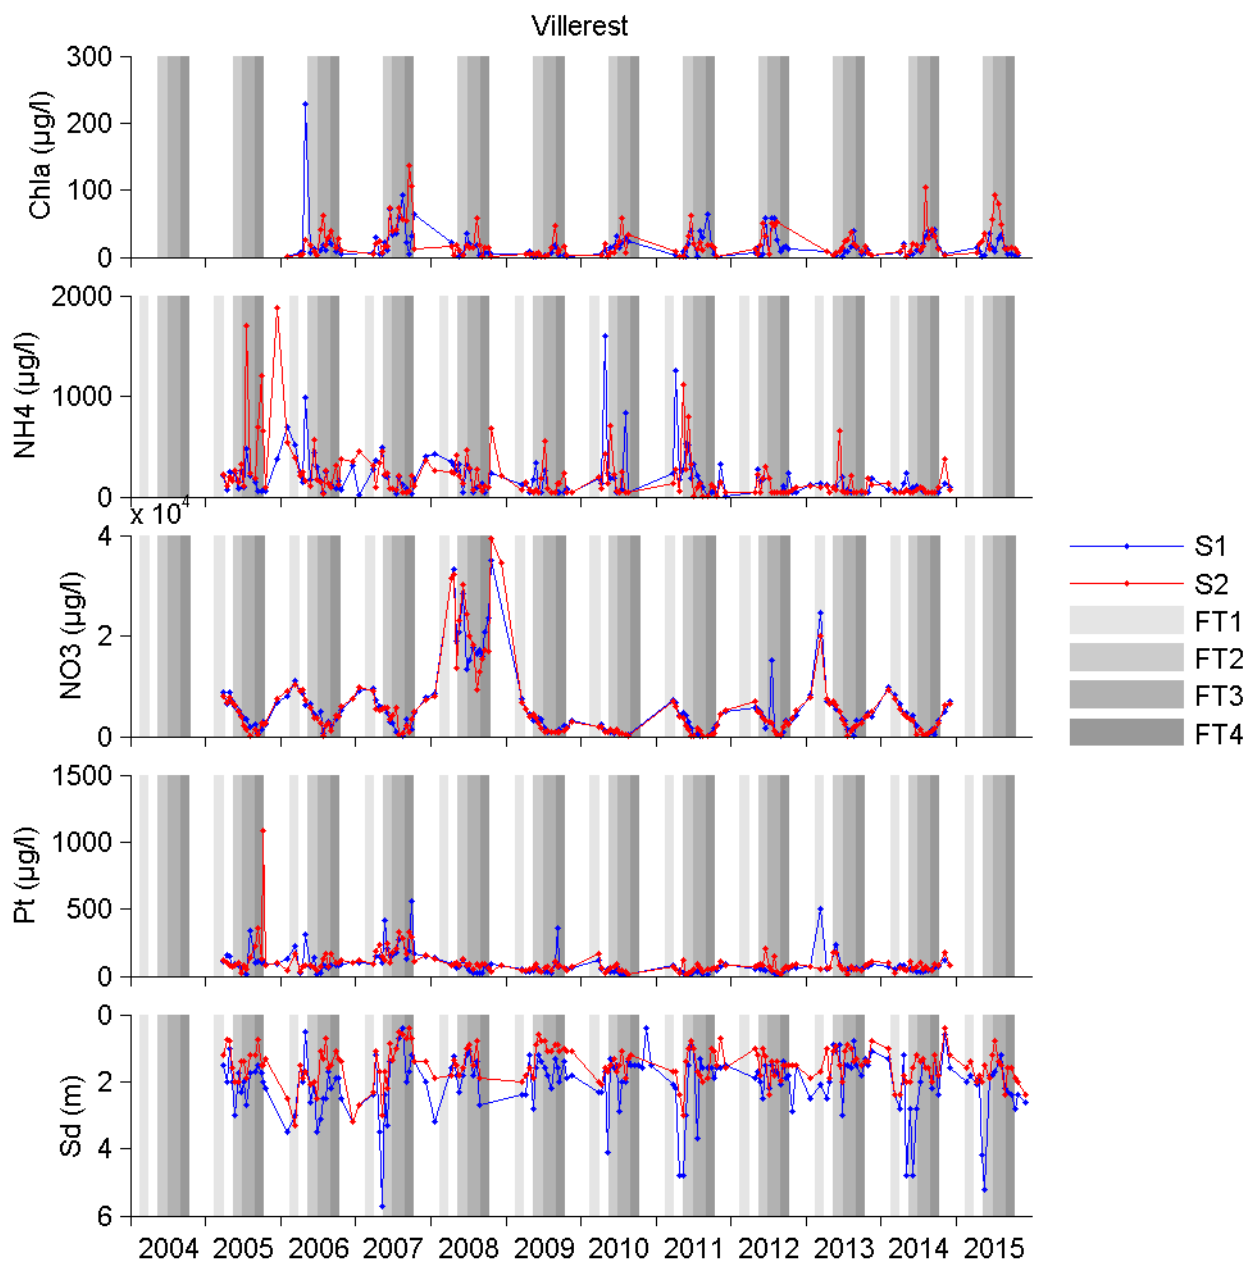 Villerest
300
200
100
0
Chla (µg/l)
2000
1000
0
NH4 (µg/l)
x 10^4
4
2
0
NO3 (µg/l)
1500
1000
500
0
Pt (µg/l)
0
2
4
6
Sd (m)
2004 2005 2006 2007 2008 2009 2010 2011 2012 2013 2014 2015
S1
S2
FT1
FT2
FT3
FT4